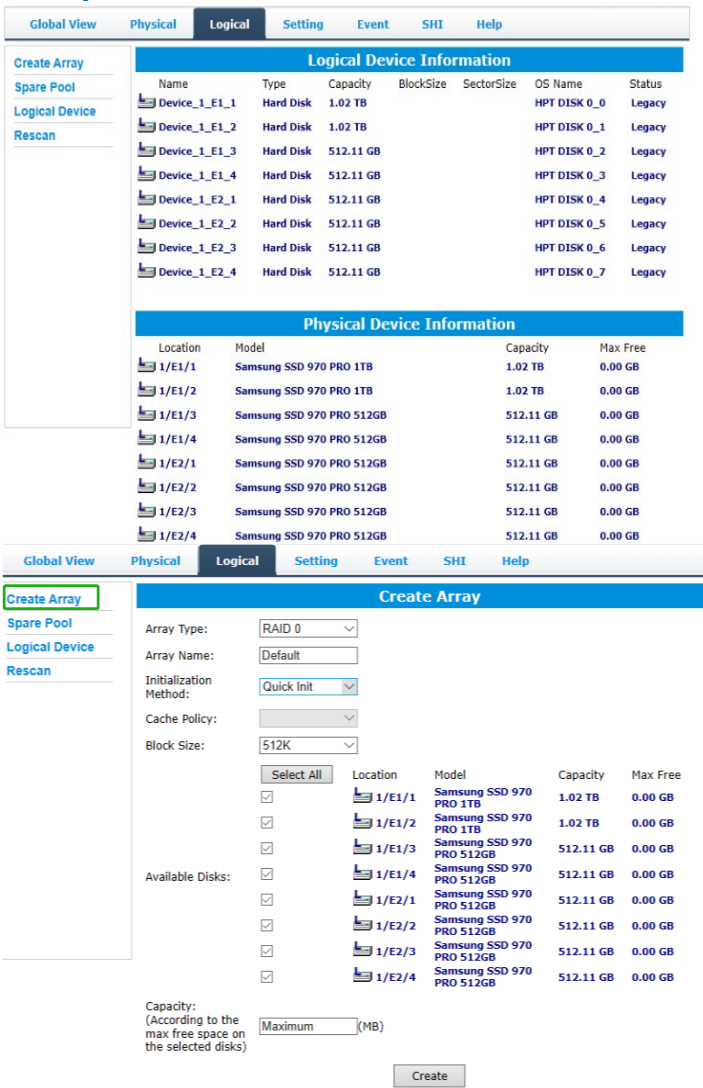 Global View Physical Logical Setting Event SHI Help
Create Array
Spare Pool
Logical Device
Rescan
Logical Device Information
Name Type Capacity BlockSize SectorSize OS Name Status
Device_1_E1_1 Hard Disk 1.02 TB HPT DISK 0_0 Legacy
Device_1_E1_2 Hard Disk 1.02 TB HPT DISK 0_1 Legacy
Device_1_E1_3 Hard Disk 512.11 GB HPT DISK 0_2 Legacy
Device_1_E1_4 Hard Disk 512.11 GB HPT DISK 0_3 Legacy
Device_1_E2_1 Hard Disk 512.11 GB HPT DISK 0_4 Legacy
Device_1_E2_2 Hard Disk 512.11 GB HPT DISK 0_5 Legacy
Device_1_E2_3 Hard Disk 512.11 GB HPT DISK 0_6 Legacy
Device_1_E2_4 Hard Disk 512.11 GB HPT DISK 0_7 Legacy
Physical Device Information
Location Model Capacity Max Free
1/E1/1 Samsung SSD 970 PRO 1TB 1.02 TB 0.00 GB
1/E1/2 Samsung SSD 970 PRO 1TB 1.02 TB 0.00 GB
1/E1/3 Samsung SSD 970 PRO 512GB 512.11 GB 0.00 GB
1/E1/4 Samsung SSD 970 PRO 512GB 512.11 GB 0.00 GB
1/E2/1 Samsung SSD 970 PRO 512GB 512.11 GB 0.00 GB
1/E2/2 Samsung SSD 970 PRO 512GB 512.11 GB 0.00 GB
1/E2/3 Samsung SSD 970 PRO 512GB 512.11 GB 0.00 GB
1/E2/4 Samsung SSD 970 PRO 512GB 512.11 GB 0.00 GB
Global View Physical Logical Setting Event SHI Help
Create Array
Spare Pool
Logical Device
Rescan
Create Array
Array Type: RAID 0
Array Name: Default
Initialization
Method: Quick Init
Cache Policy:
Block Size: 512K
Select All Location Model Capacity Max Free
Available Disks:
1/E1/1 Samsung SSD 970 1.02 TB 0.00 GB
PRO 1TB
1/E1/2 Samsung SSD 970 1.02 TB 0.00 GB
PRO 1TB
1/E1/3 Samsung SSD 970 512.11 GB 0.00 GB
PRO 512GB
1/E1/4 Samsung SSD 970 512.11 GB 0.00 GB
PRO 512GB
1/E2/1 Samsung SSD 970 512.11 GB 0.00 GB
PRO 512GB
1/E2/2 Samsung SSD 970 512.11 GB 0.00 GB
PRO 512GB
1/E2/3 Samsung SSD 970 512.11 GB 0.00 GB
PRO 512GB
1/E2/4 Samsung SSD 970 512.11 GB 0.00 GB
PRO 512GB
Capacity:
(According to the
max free space on
the selected disks)
Maximum (MB)
Create